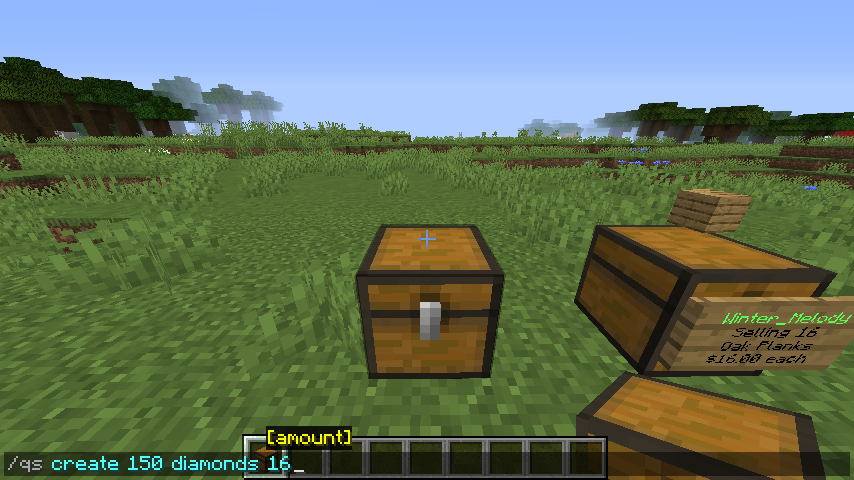 Winter_Melody
Selling 16
Oak Planks
$16.00 each
[amount]
/qs create 150 diamonds 16_